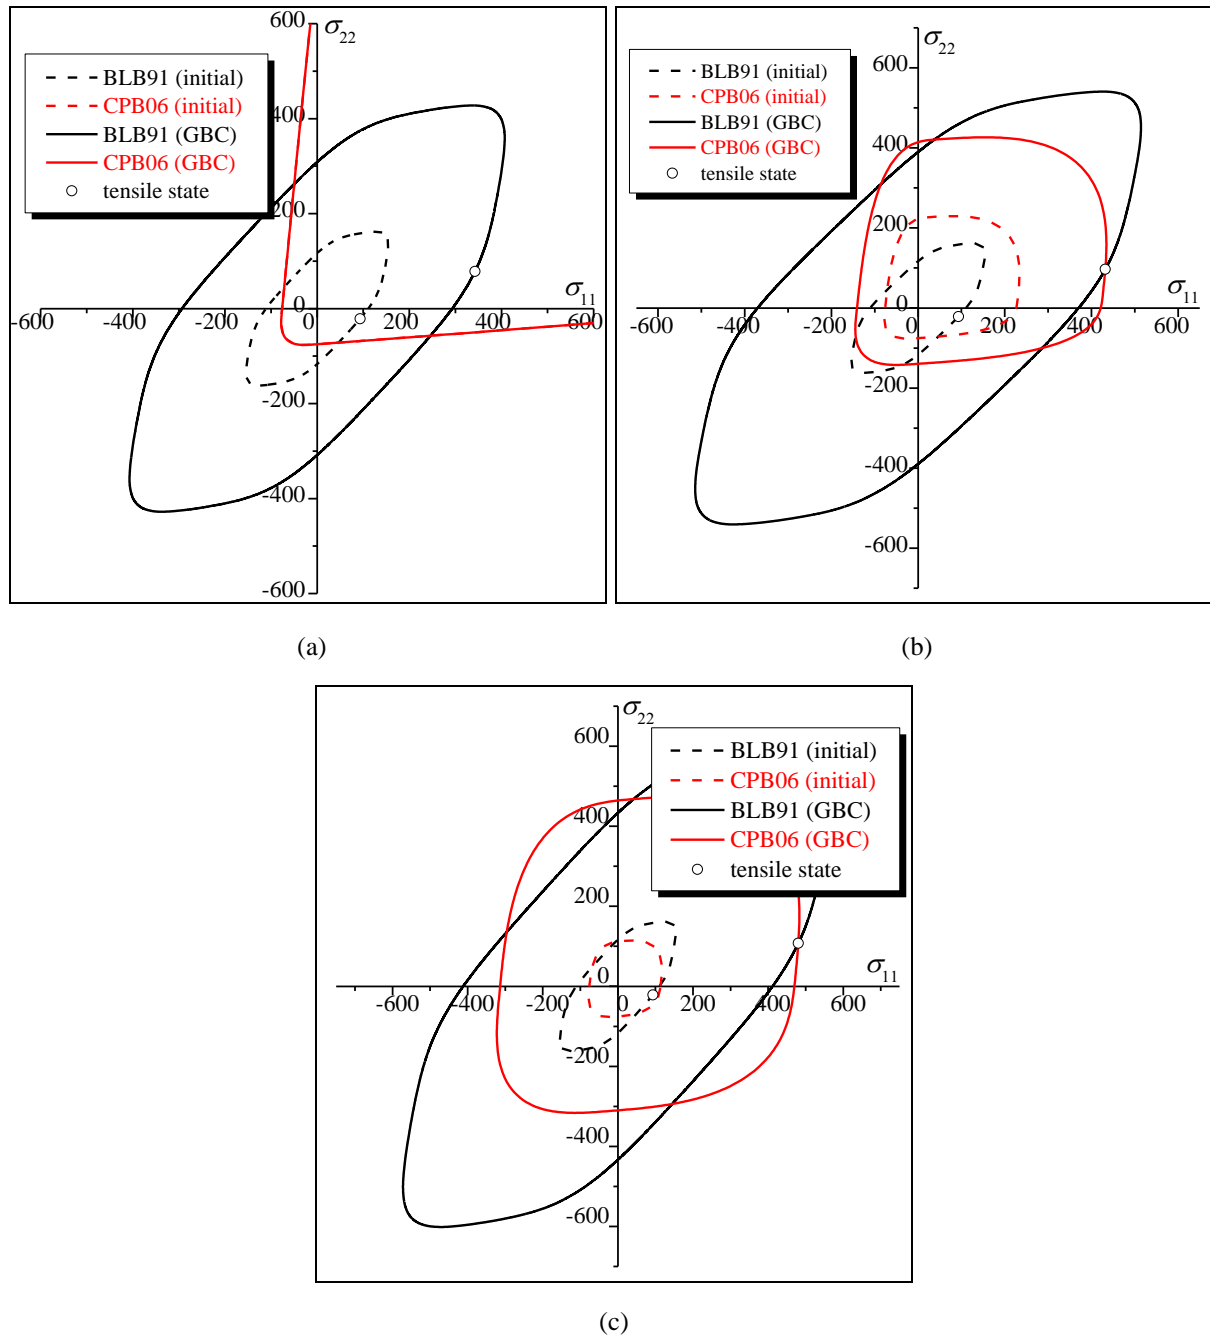 600
σ22
BLB91 (initial)
CPB06 (initial)
BLB91 (GBC)
CPB06 (GBC)
tensile state
400
200
σ11
-600 -400 -200 0 200 400 600
0
-200
-400
-600
(a)
σ22
600
BLB91 (initial)
CPB06 (initial)
BLB91 (GBC)
CPB06 (GBC)
tensile state
400
200
0
σ11
-600 -400 -200 0 200 400 600
-200
-400
-600
(b)
σ22
600
BLB91 (initial)
CPB06 (initial)
BLB91 (GBC)
CPB06 (GBC)
tensile state
400
200
0
σ11
-600 -400 -200 0 200 400 600
-200
-400
-600
(c)